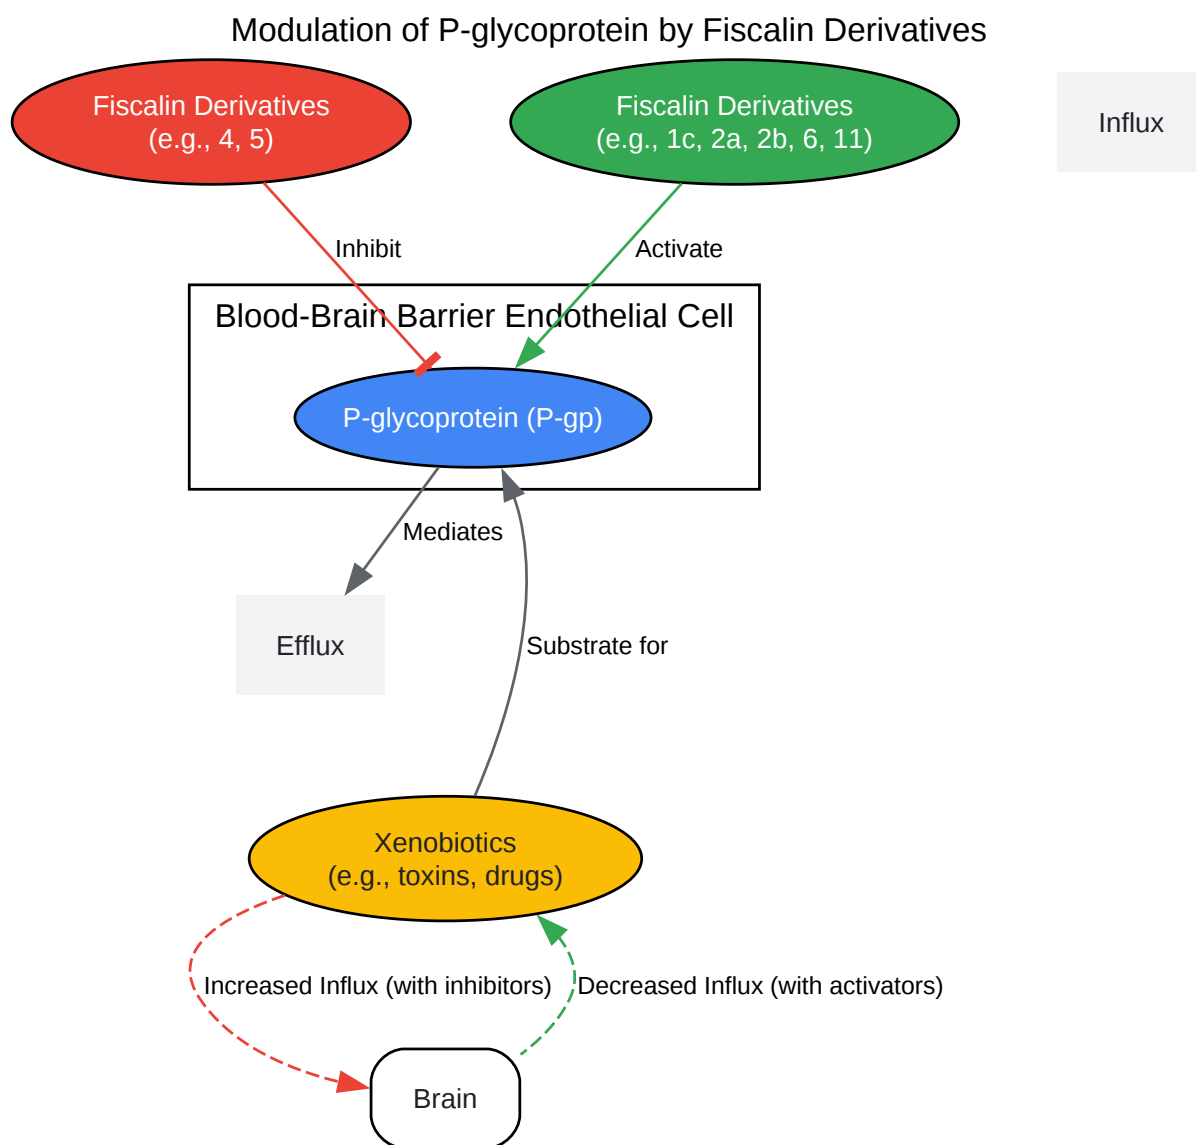 Modulation of P-glycoprotein by Fiscalin Derivatives
Fiscalin Derivatives
(e.g., 4, 5)
Fiscalin Derivatives
(e.g., 1c, 2a, 2b, 6, 11)
Influx
Inhibit
Activate
Blood-Brain Barrier Endothelial Cell
P-glycoprotein (P-gp)
Mediates
Efflux
Substrate for
Xenobiotics
(e.g., toxins, drugs)
Increased Influx (with inhibitors)
Decreased Influx (with activators)
Brain